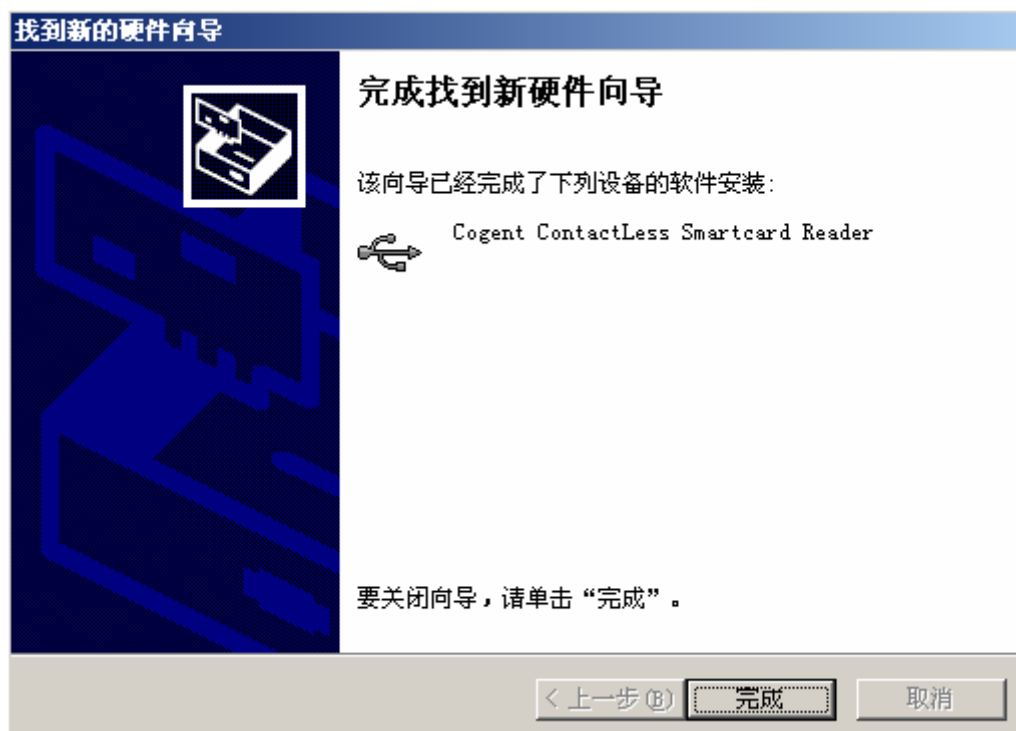 找到新的硬件向导
完成找到新硬件向导
该向导已经完成了下列设备的软件安装:
Cogent ContactLess Smartcard Reader
要关闭向导，请单击“完成”。
< 上一步(B)
完成
取消